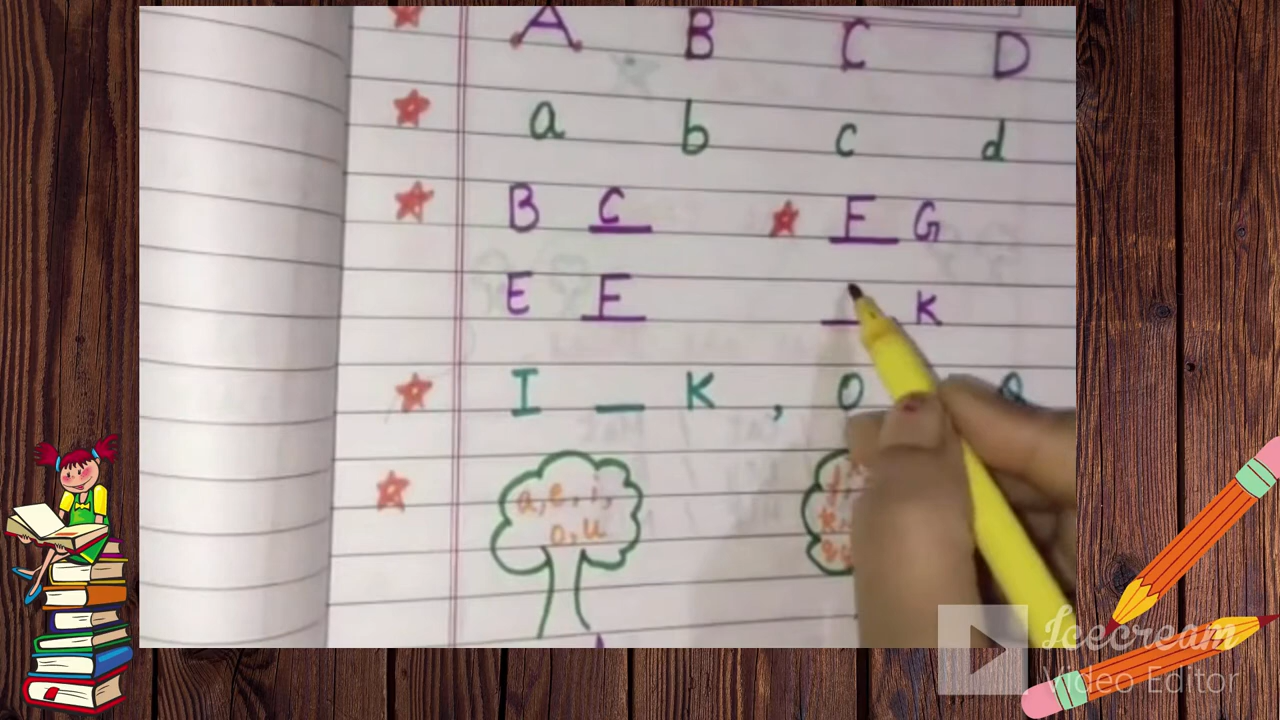 A B C D
a b c d
B C F G
E F _ K
I _ K , O Q
a, e, i,
o, u
Icecream
Video Editor